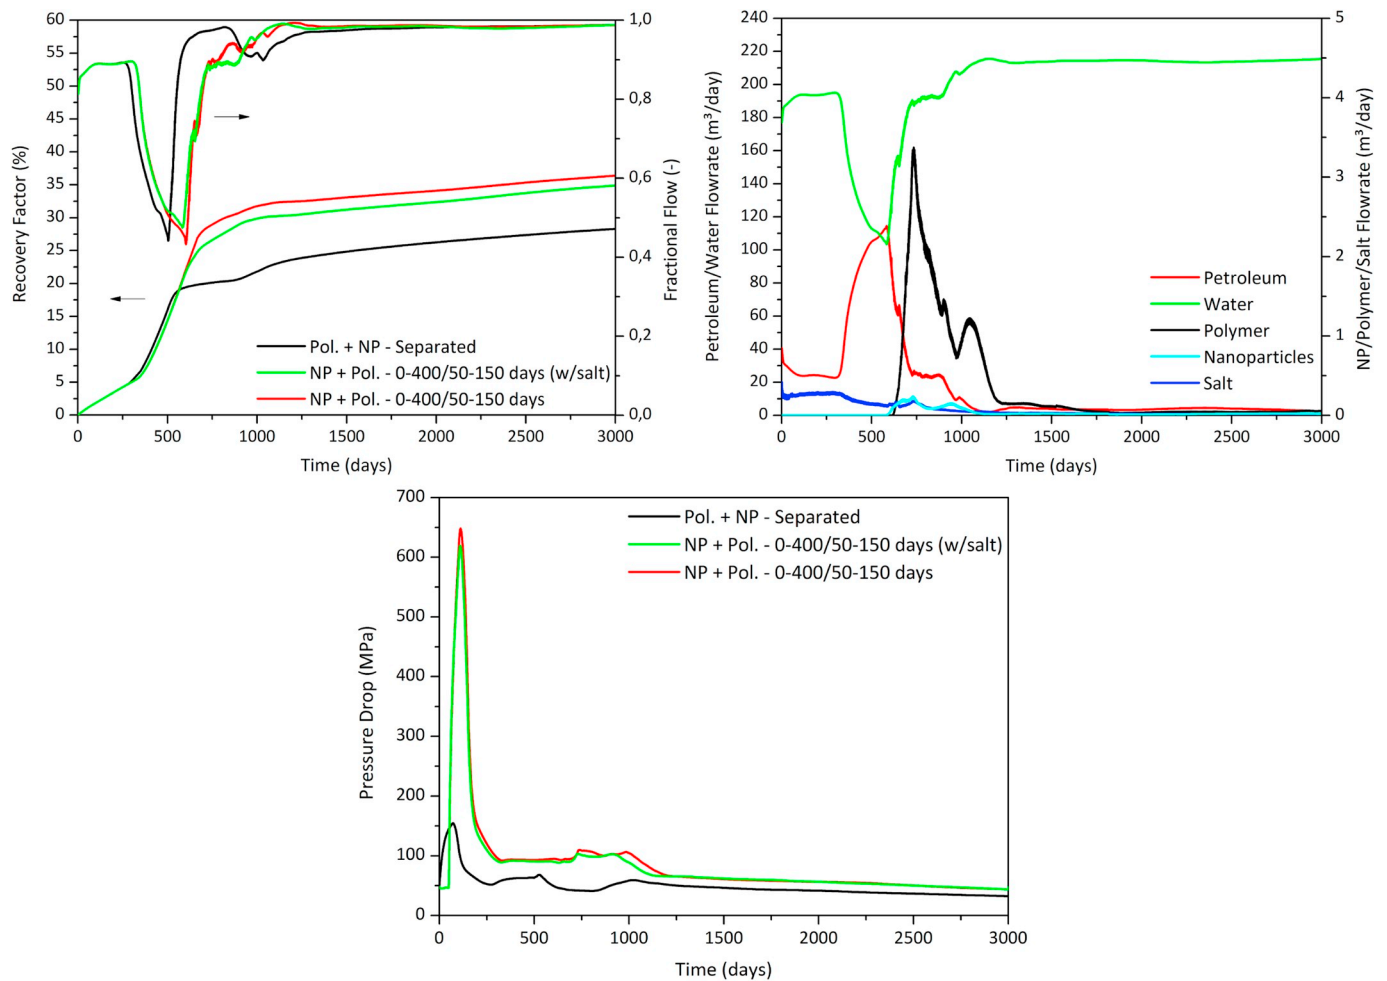 60
55
50
45
40
35
30
25
20
15
10
5
0
Recovery Factor (%)
1,0
0,8
0,6
0,4
0,2
0,0
Fractional Flow (-)
Pol. + NP - Separated
NP + Pol. - 0-400/50-150 days (w/salt)
NP + Pol. - 0-400/50-150 days
0 500 1000 1500 2000 2500 3000
Time (days)
240
220
200
180
160
140
120
100
80
60
40
20
0
Petroleum/Water Flowrate (m³/day)
5
4
3
2
1
0
NP/Polymer/Salt Flowrate (m³/day)
Petroleum
Water
Polymer
Nanoparticles
Salt
0 500 1000 1500 2000 2500 3000
Time (days)
700
600
500
400
300
200
100
0
Pressure Drop (MPa)
Pol. + NP - Separated
NP + Pol. - 0-400/50-150 days (w/salt)
NP + Pol. - 0-400/50-150 days
0 500 1000 1500 2000 2500 3000
Time (days)